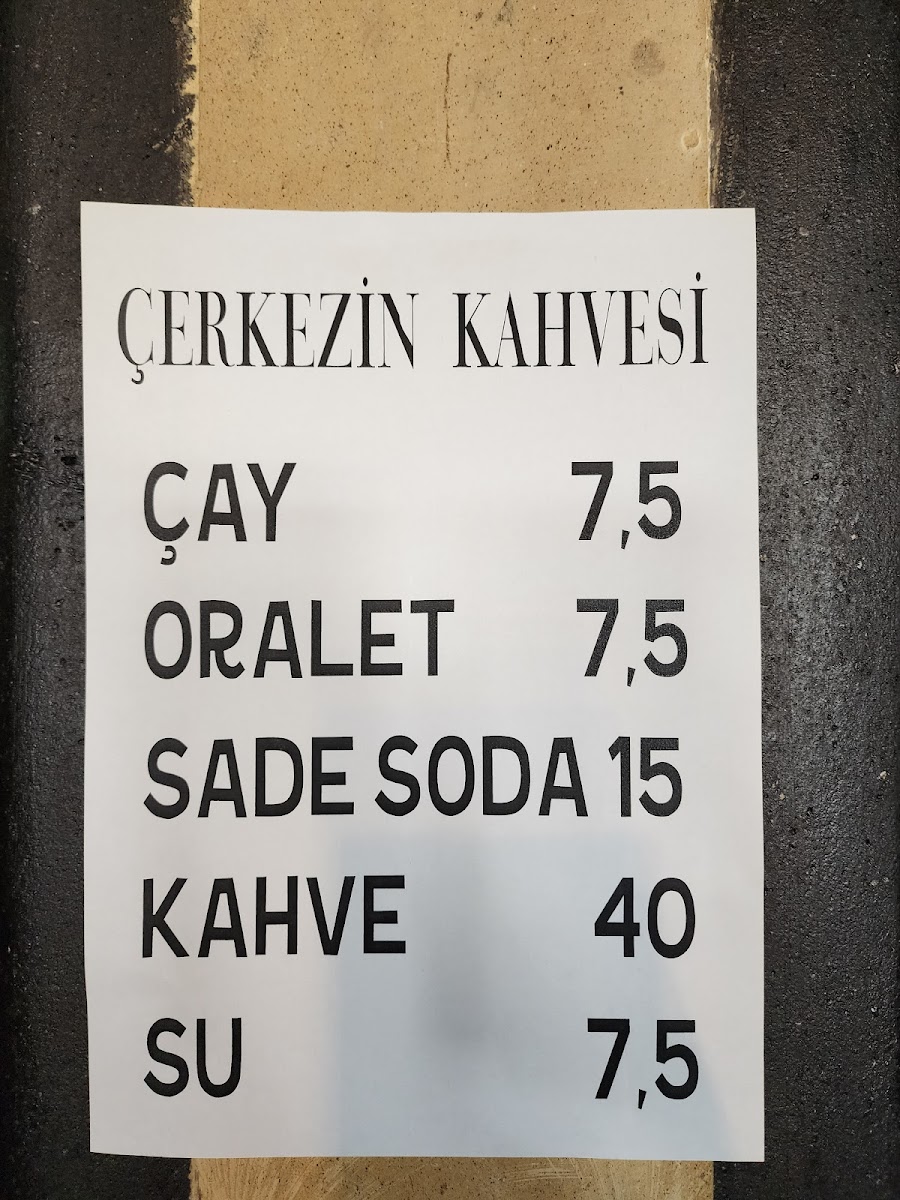 ÇERKEZİN KAHVESİ
ÇAY 7,5
ORALET 7,5
SADE SODA 15
KAHVE 40
SU 7,5